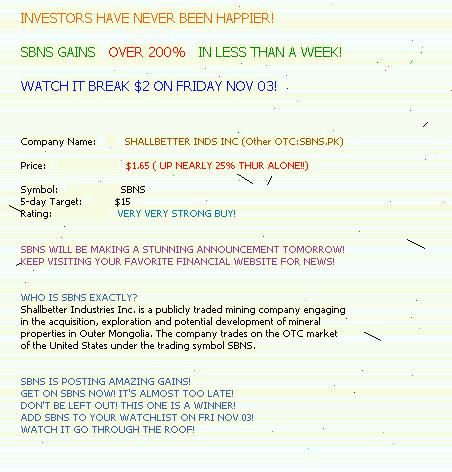 INVESTORS HAVE NEVER BEEN HAPPIER!
SBNS GAINS OVER 200% IN LESS THAN A WEEK!
WATCH IT BREAK $2 ON FRIDAY NOV 03!
Company Name: SHALLBETTER INDS INC (Other OTC:SBNS.PK)
Price: $1.65 ( UP NEARLY 25% THUR ALONE!!)
Symbol: SBNS
5-day Target: $15
Rating: VERY VERY STRONG BUY!
SBNS WILL BE MAKING A STUNNING ANNOUNCEMENT TOMORROW!
KEEP VISITING YOUR FAVORITE FINANCIAL WEBSITE FOR NEWS!
WHO IS SBNS EXACTLY?
Shallbetter Industries Inc. is a publicly traded mining company engaging
in the acquisition, exploration and potential development of mineral
properties in Outer Mongolia. The company trades on the OTC market
of the United States under the trading symbol SBNS.
SBNS IS POSTING AMAZING GAINS!
GET ON SBNS NOW! IT'S ALMOST TOO LATE!
DON'T BE LEFT OUT! THIS ONE IS A WINNER!
ADD SBNS TO YOUR WATCHLIST ON FRI NOV 03!
WATCH IT GO THROUGH THE ROOF!